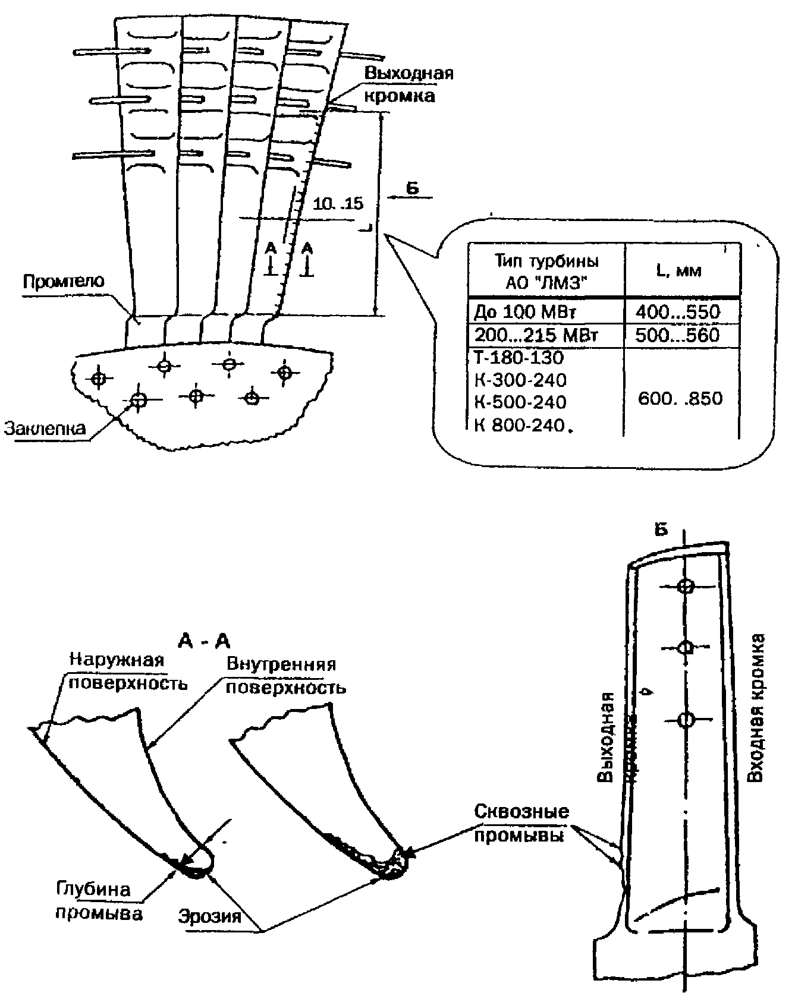 Выходная
кромка
Б
10. .15
L
А А
Промтело
Заклепка
Тип турбины
АО "ЛМЗ"
L, мм
До 100 МВт
400...550
200...215 МВт
500...560
Т-180-130
К-300-240
К-500-240
К 800-240.
600. .850
Б
А - А
Наружная
поверхность
Внутренняя
поверхность
Выходная
кромка
Входная кромка
Сквозные
промывы
Глубина
промыва
Эрозия